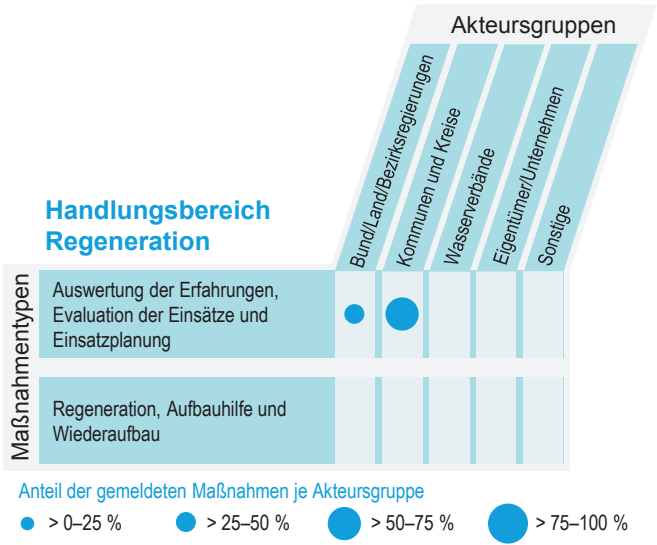 Akteursgruppen
Bund/Land/Bezirksregierungen
Kommunen und Kreise
Wasserverbände
Eigentümer/Unternehmen
Sonstige
Handlungsbereich
Regeneration
Maßnahmentypen
Auswertung der Erfahrungen,
Evaluation der Einsätze und
Einsatzplanung
Regeneration, Aufbauhilfe und
Wiederaufbau
Anteil der gemeldeten Maßnahmen je Akteursgruppe
> 0–25 % > 25–50 % > 50–75 % > 75–100 %